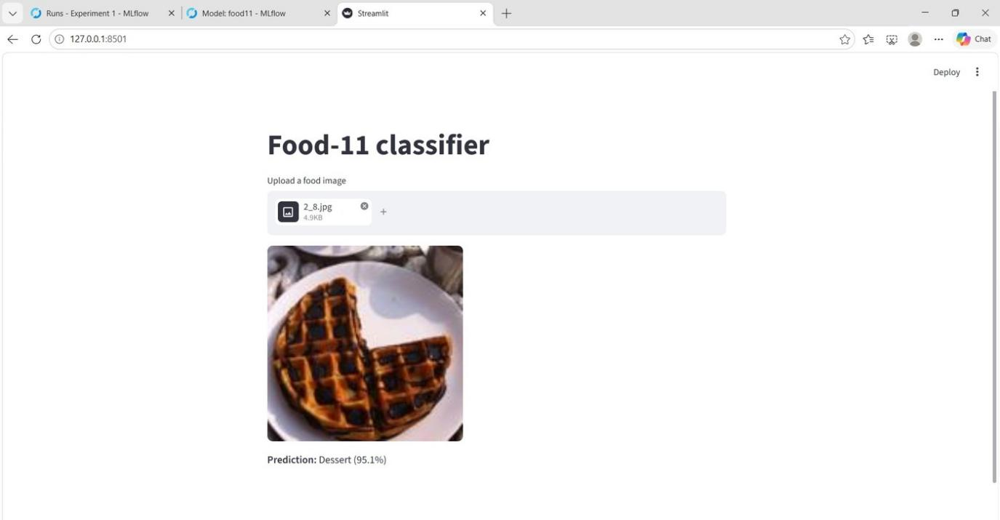 Runs - Experiment 1 - MLflow
Model: food11 - MLflow
Streamlit
127.0.0.1:8501
Chat
Deploy
Food-11 classifier
Upload a food image
2_8.jpg
4.9KB
Prediction: Dessert (95.1%)